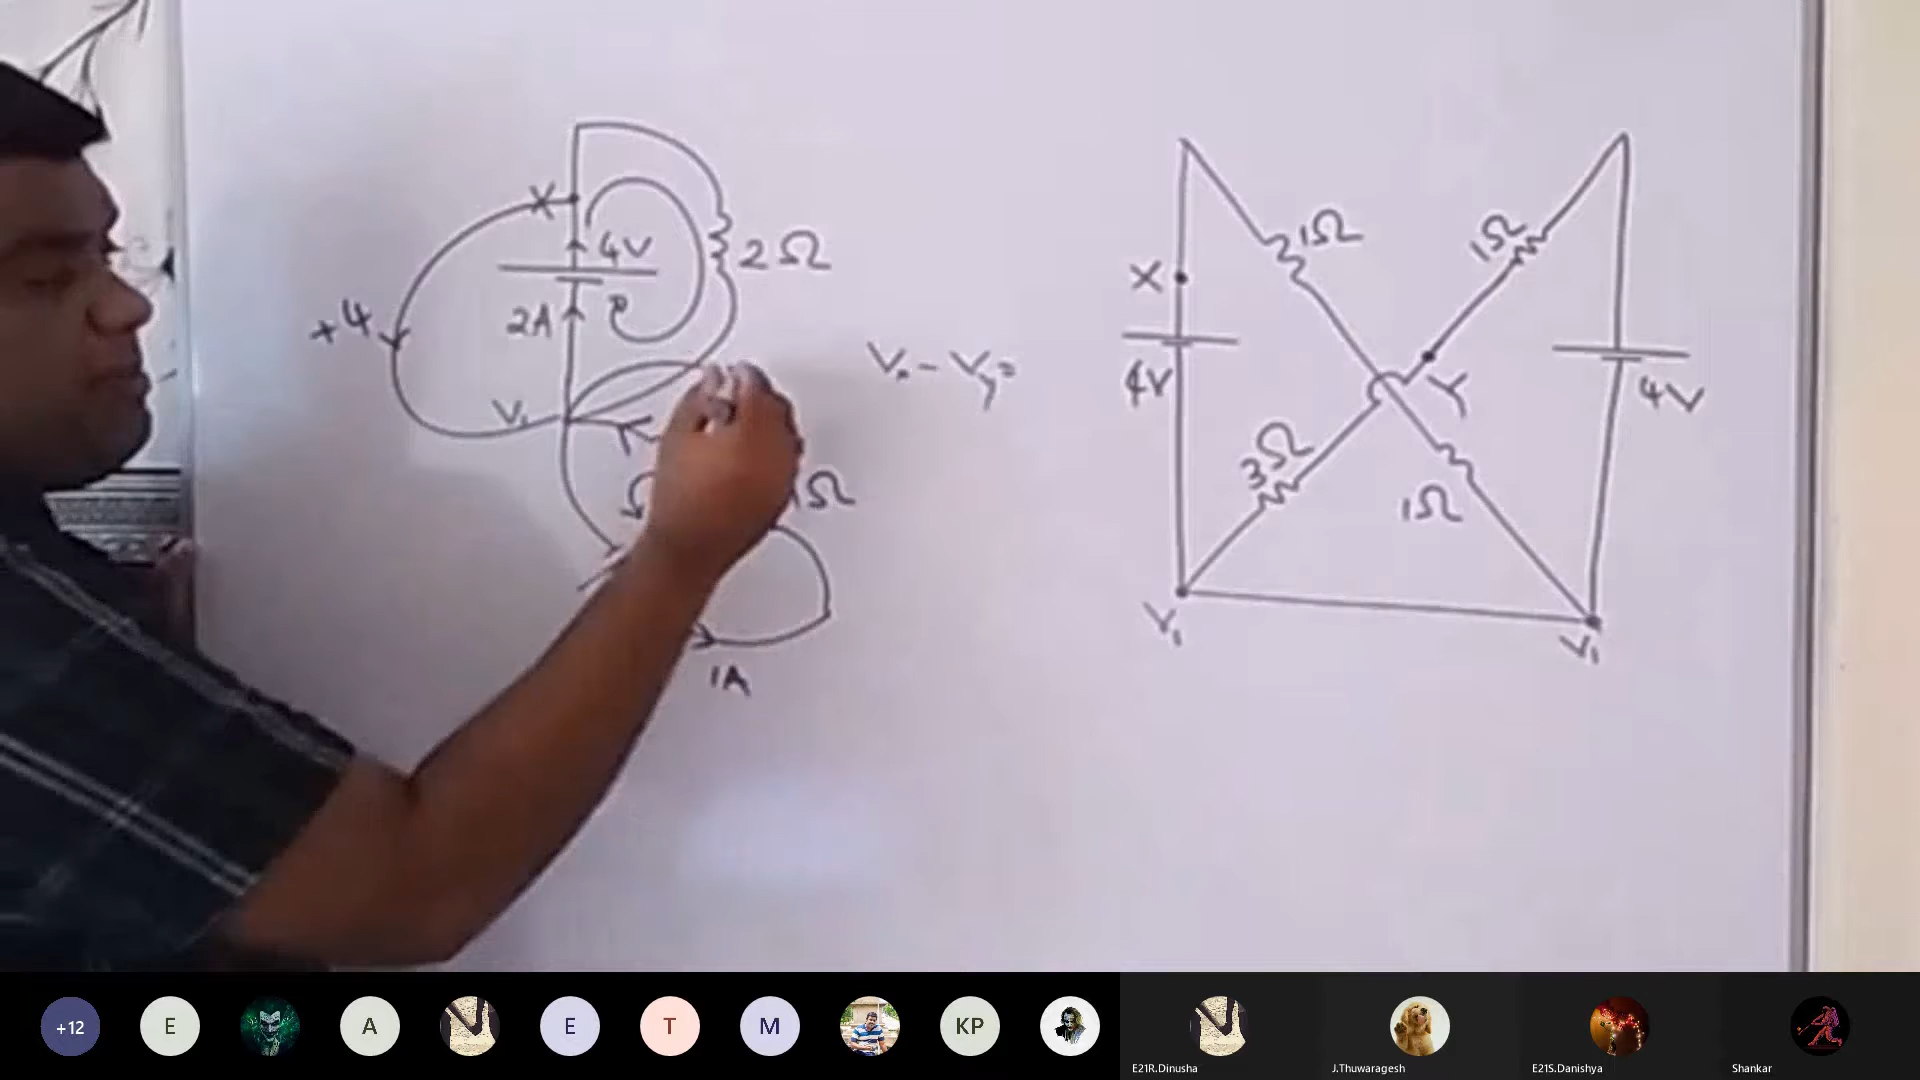 X
4V
2Ω
+4
2A
V₁
Ω
1A
Vₓ - Vy =
1Ω
1Ω
X
4V
Y
4V
3Ω
1Ω
V₁
V₁
+12
E
A
E
T
M
KP
E21R.Dinusha
J.Thuwaragesh
E21S.Danishya
Shankar